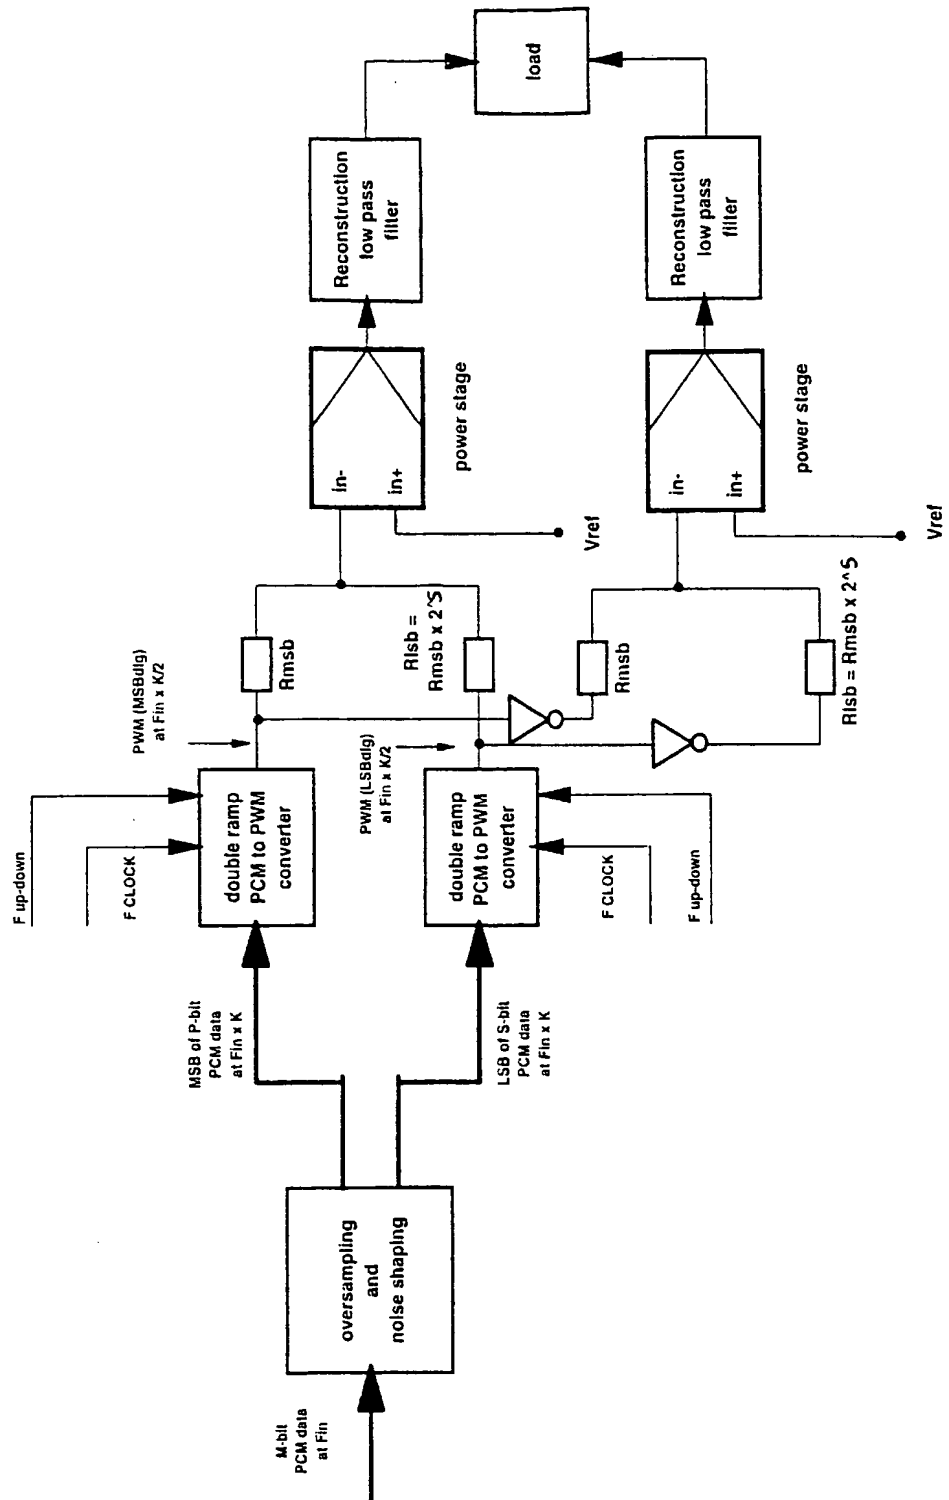 M-bit
PCM data
at Fin
oversampling
and
noise shaping
MSB of P-bit
PCM data
at Fin x K
LSB of S-bit
PCM data
at Fin x K
F up-down
F CLOCK
double ramp
PCM to PWM
converter
double ramp
PCM to PWM
converter
F CLOCK
F up-down
PWM (MSBdig)
at Fin x K/2
PWM (LSBdig)
at Fin x K/2
Rmsb
Rlsb =
Rmsb x 2^S
Rmsb
Rlsb = Rmsb x 2^S
Vref
Vref
in-
in+
power stage
in-
in+
power stage
Reconstruction
low pass
filter
Reconstruction
low pass
filter
load